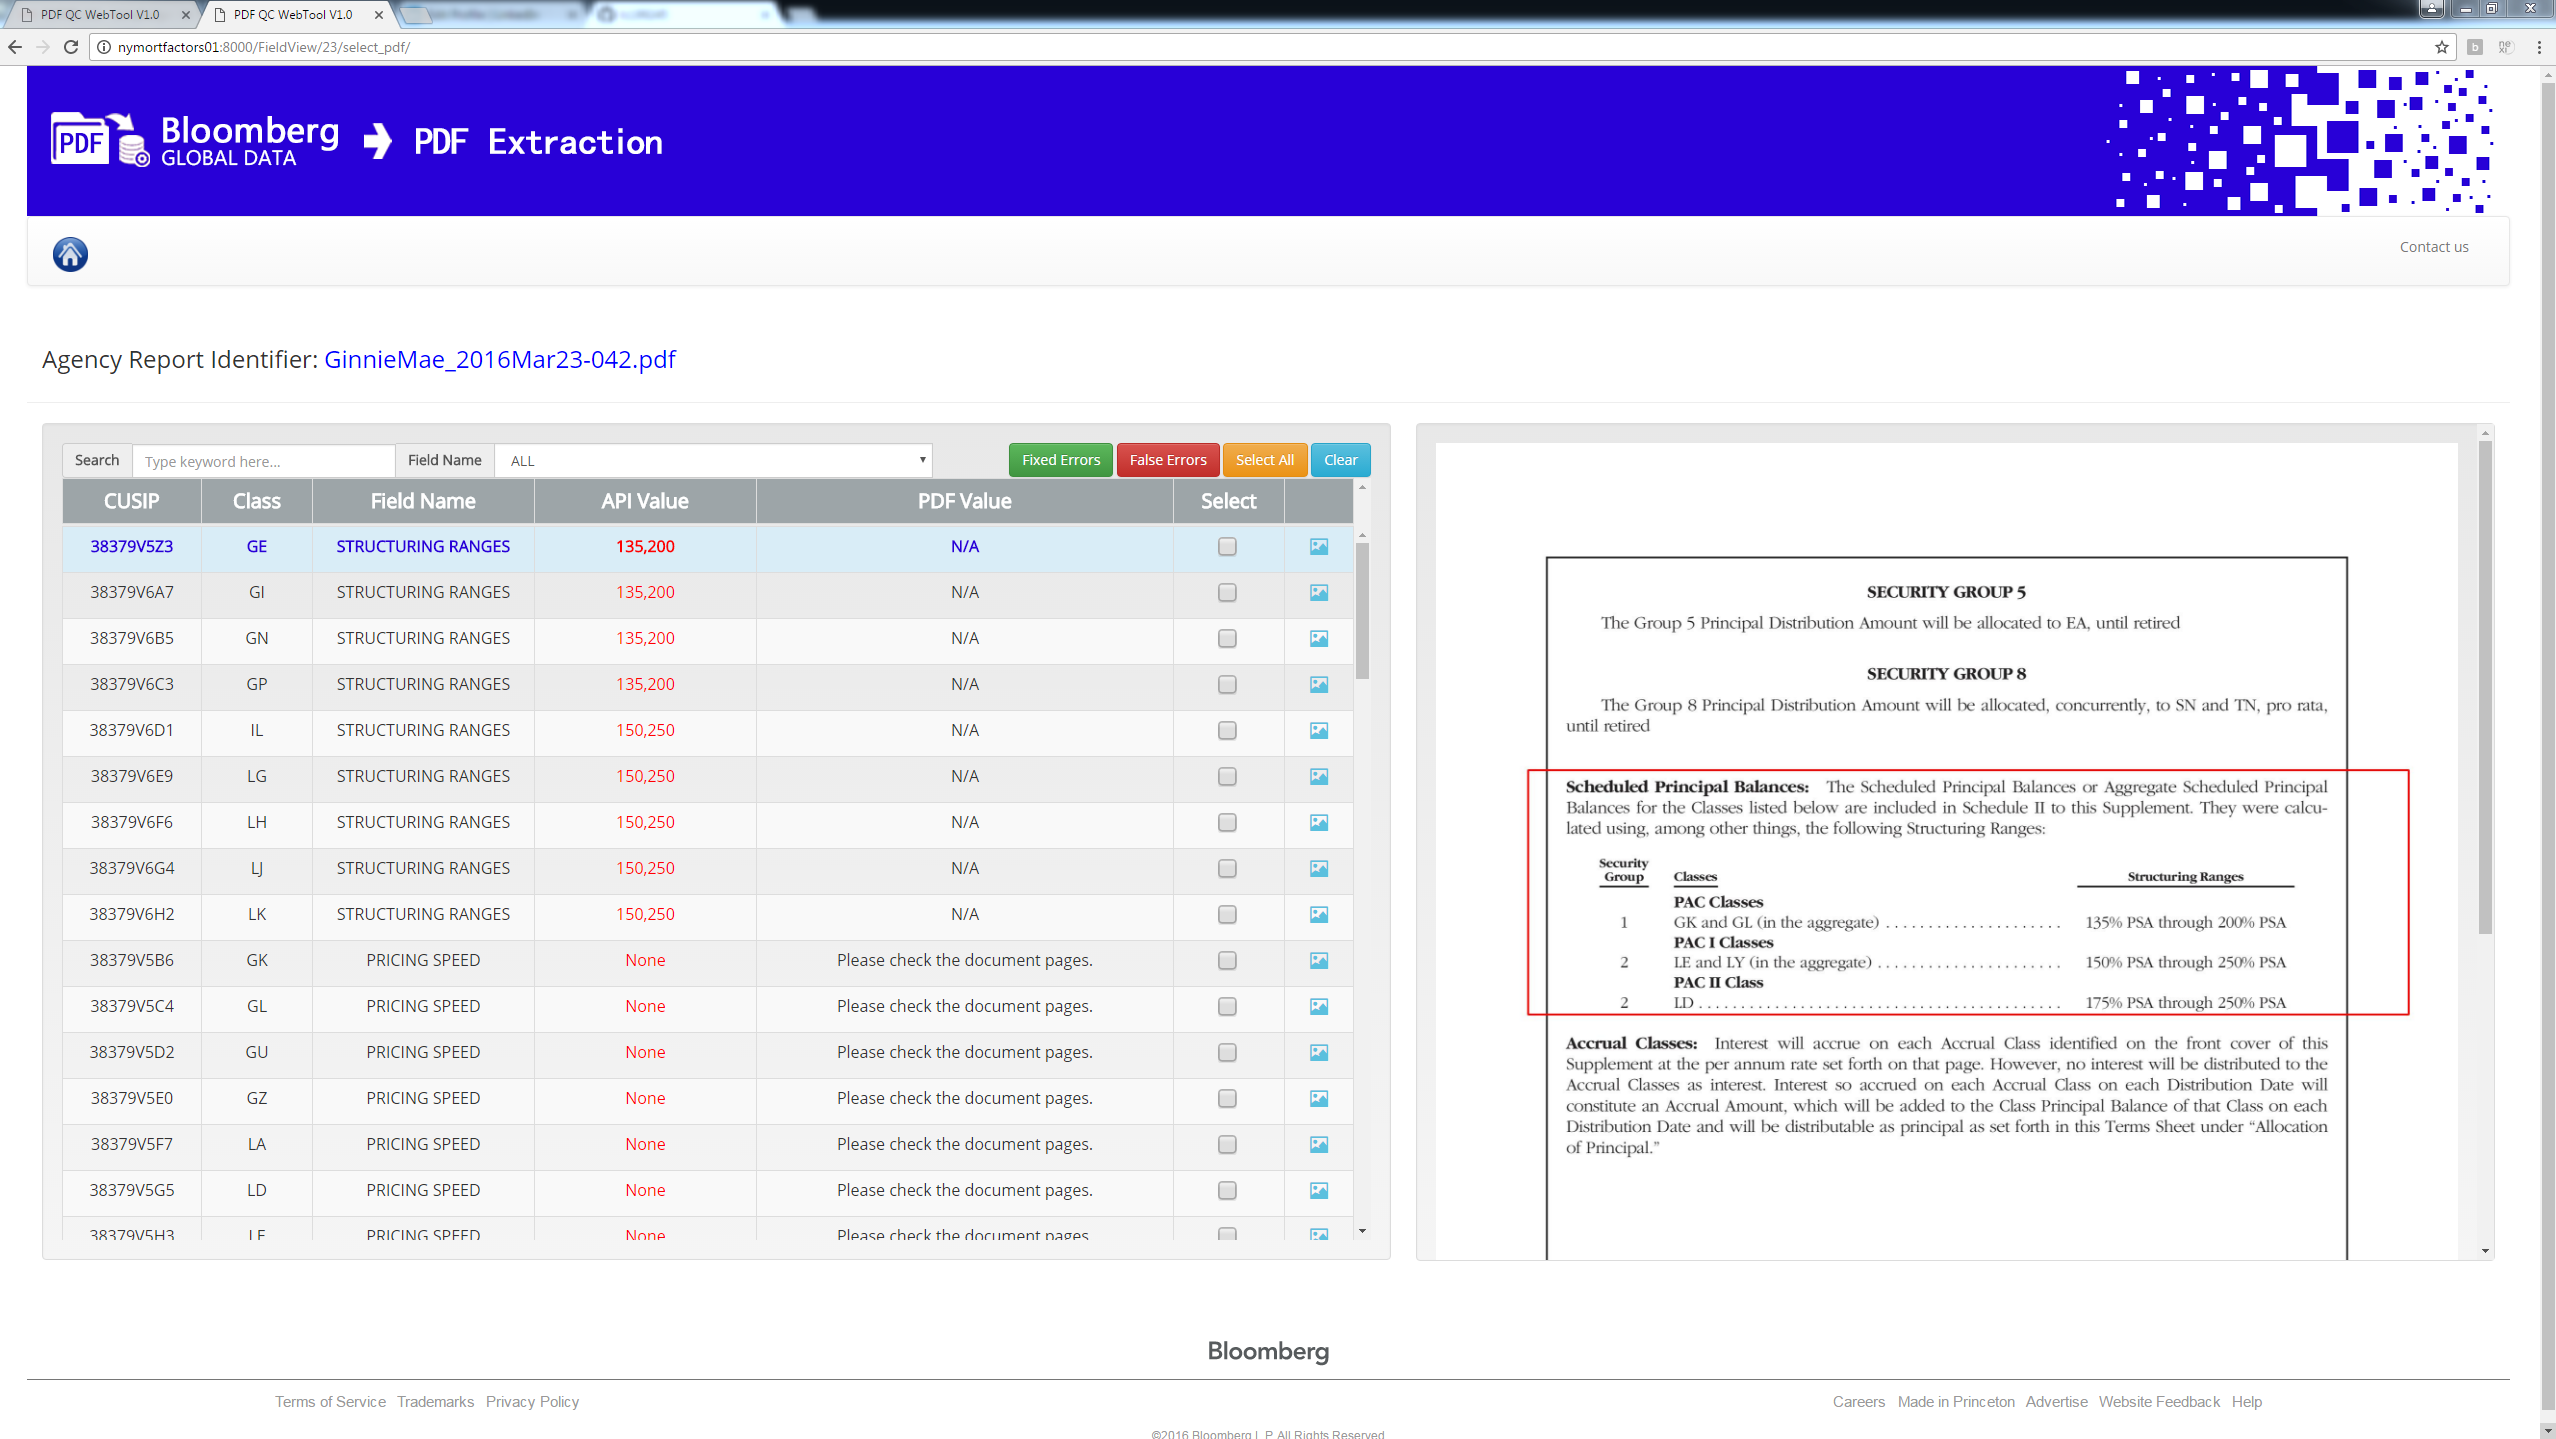 PDF QC WebTool V1.0
PDF QC WebTool V1.0
nymortfactors01:8000/FieldView/23/select_pdf/
PDF
Bloomberg
GLOBAL DATA
PDF Extraction
Contact us
Agency Report Identifier: GinnieMae_2016Mar23-042.pdf
Search Type keyword here... Field Name ALL Fixed Errors False Errors Select All Clear
CUSIP Class Field Name API Value PDF Value Select
38379V5Z3 GE STRUCTURING RANGES 135,200 N/A
38379V6A7 GI STRUCTURING RANGES 135,200 N/A
38379V6B5 GN STRUCTURING RANGES 135,200 N/A
38379V6C3 GP STRUCTURING RANGES 135,200 N/A
38379V6D1 IL STRUCTURING RANGES 150,250 N/A
38379V6E9 LG STRUCTURING RANGES 150,250 N/A
38379V6F6 LH STRUCTURING RANGES 150,250 N/A
38379V6G4 LJ STRUCTURING RANGES 150,250 N/A
38379V6H2 LK STRUCTURING RANGES 150,250 N/A
38379V5B6 GK PRICING SPEED None Please check the document pages.
38379V5C4 GL PRICING SPEED None Please check the document pages.
38379V5D2 GU PRICING SPEED None Please check the document pages.
38379V5E0 GZ PRICING SPEED None Please check the document pages.
38379V5F7 LA PRICING SPEED None Please check the document pages.
38379V5G5 LD PRICING SPEED None Please check the document pages.
38379V5H3 LE PRICING SPEED None Please check the document pages.
SECURITY GROUP 5
The Group 5 Principal Distribution Amount will be allocated to EA, until retired
SECURITY GROUP 8
The Group 8 Principal Distribution Amount will be allocated, concurrently, to SN and TN, pro rata,
until retired
Scheduled Principal Balances: The Scheduled Principal Balances or Aggregate Scheduled Principal
Balances for the Classes listed below are included in Schedule II to this Supplement. They were calcu-
lated using, among other things, the following Structuring Ranges:
Security
Group Classes Structuring Ranges
PAC Classes
1 GK and GL (in the aggregate) . . . . . . . . . . . . . . . . . . . . . . 135% PSA through 200% PSA
PAC I Classes
2 LE and LY (in the aggregate) . . . . . . . . . . . . . . . . . . . . . . . 150% PSA through 250% PSA
PAC II Class
2 LD . . . . . . . . . . . . . . . . . . . . . . . . . . . . . . . . . . . . . . . . . . . . 175% PSA through 250% PSA
Accrual Classes: Interest will accrue on each Accrual Class identified on the front cover of this
Supplement at the per annum rate set forth on that page. However, no interest will be distributed to the
Accrual Classes as interest. Interest so accrued on each Accrual Class on each Distribution Date will
constitute an Accrual Amount, which will be added to the Class Principal Balance of that Class on each
Distribution Date and will be distributable as principal as set forth in this Terms Sheet under “Allocation
of Principal.”
Bloomberg
Terms of Service Trademarks Privacy Policy Careers Made in Princeton Advertise Website Feedback Help
©2016 Bloomberg L.P. All Rights Reserved